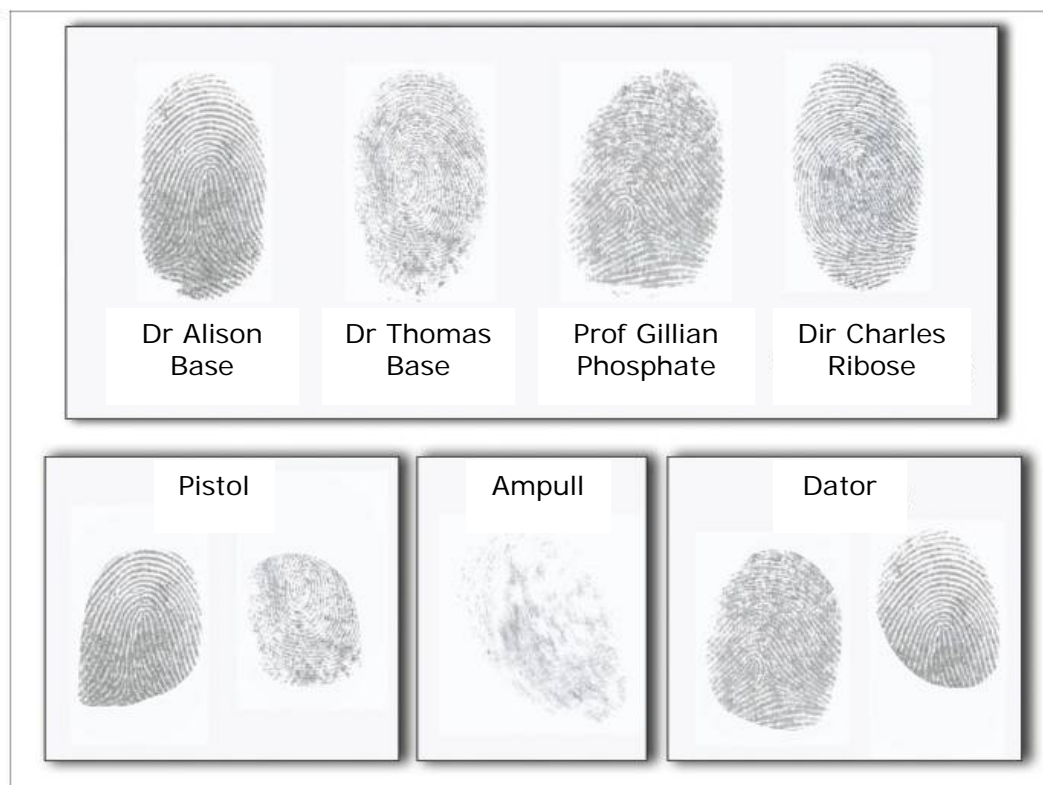 Dr Alison
Base
Dr Thomas
Base
Prof Gillian
Phosphate
Dir Charles
Ribose
Pistol
Ampull
Dator